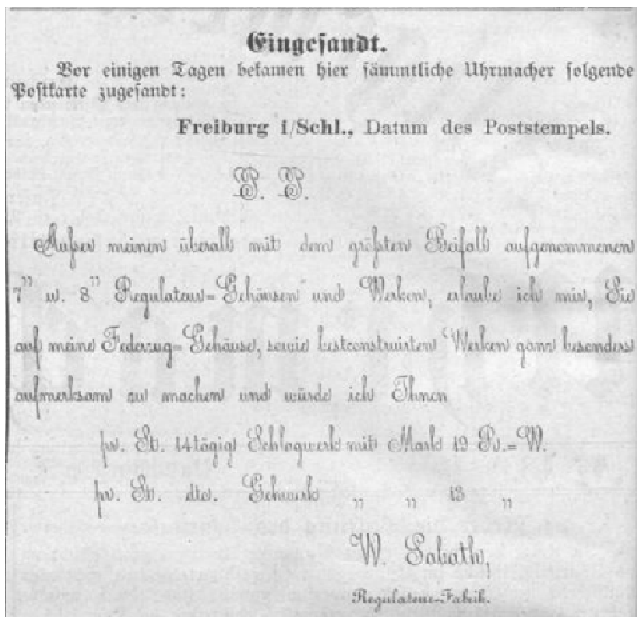 Eingesandt.
Vor einigen Tagen bekamen hier sämmtliche Uhrmacher folgende
Postkarte zugesandt:
Freiburg i/Schl., Datum des Poststempels.
P. P.
Außer meinen überall mit dem größten Beifall aufgenommenen
7" u. 8" Regulateur-Gehäusen und Werken, erlaube ich mir, Sie
auf meine Federzug-Gehäuse, sowie bestconstruirten Werken ganz besonders
aufmerksam zu machen und würde ich Ihnen
pr. St. 14tägig Schlagwerk mit Mark 19 Pr.-W.
pr. St. dto. Gehwerk „ „ 13 „
W. Sabath,
Regulateur-Fabrik.